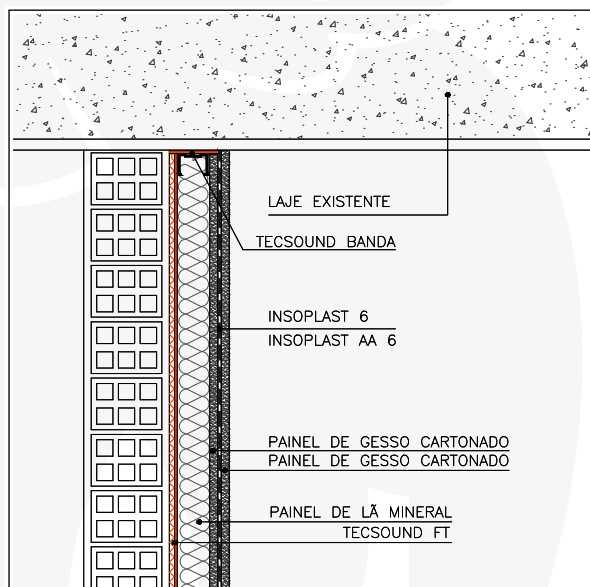 LAJE EXISTENTE
TECSOUND BANDA
INSOPLAST 6
INSOPLAST AA 6
PAINEL DE GESSO CARTONADO
PAINEL DE GESSO CARTONADO
PAINEL DE LÃ MINERAL
TECSOUND FT